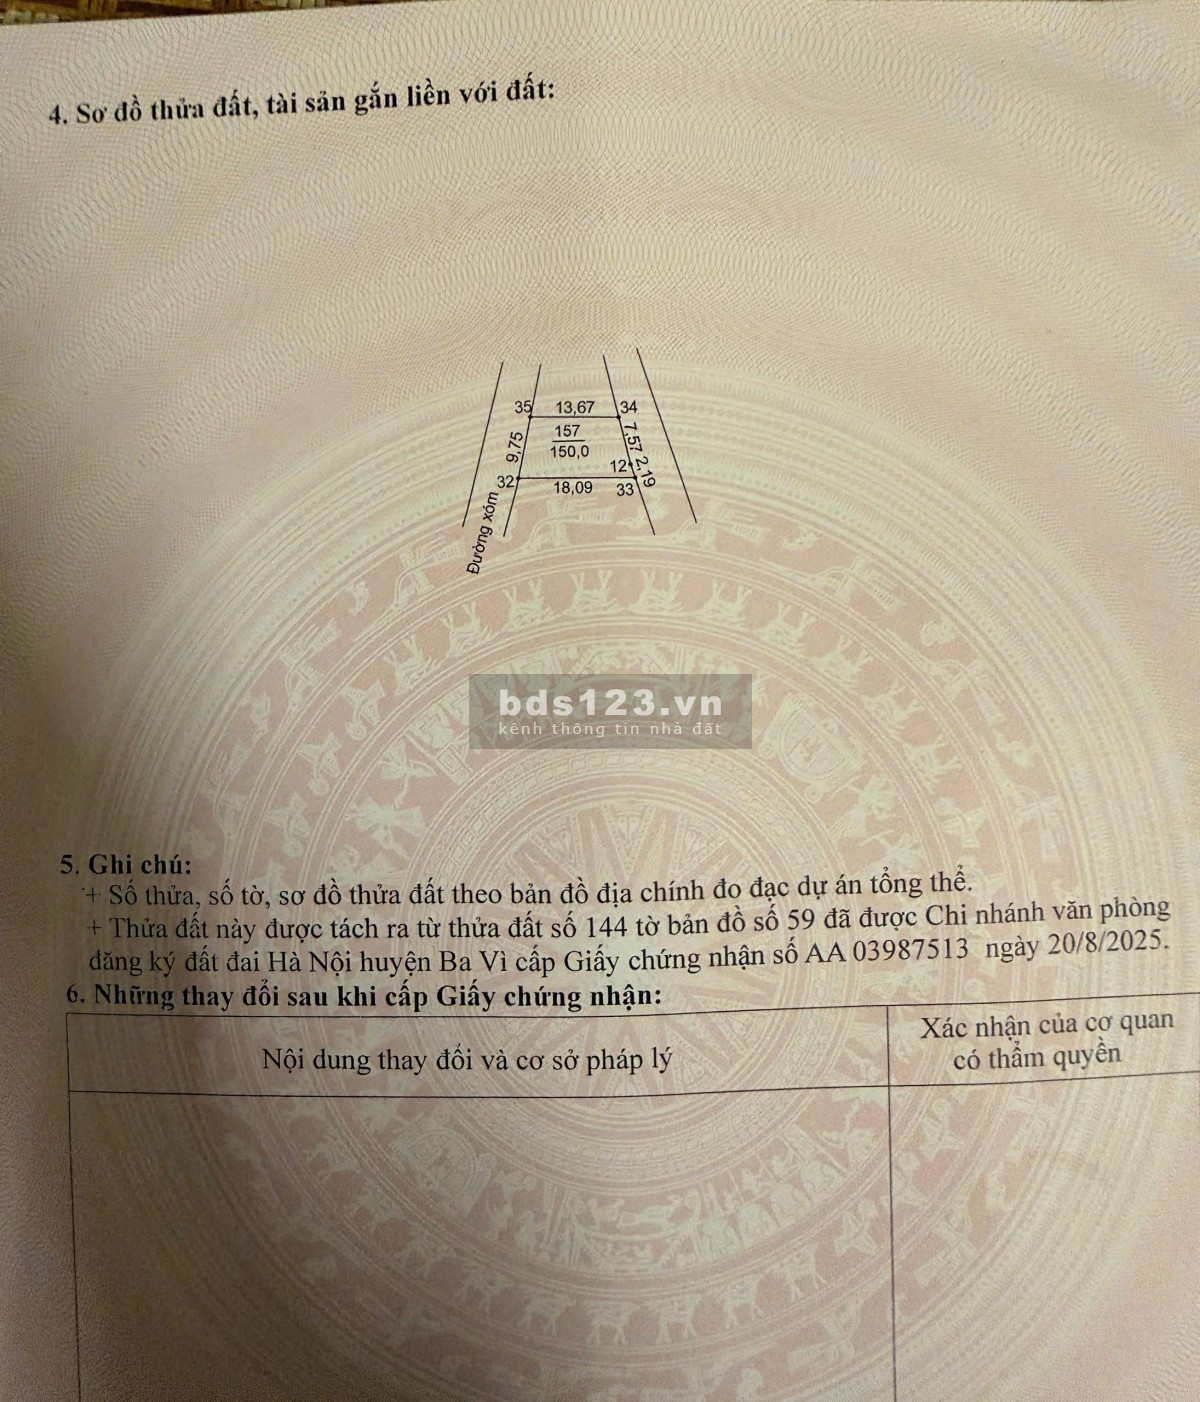 4. Sơ đồ thửa đất, tài sản gắn liền với đất:
35 13,67 34
157
150,0
9,75
7,57 2,19
12
32 18,09 33
Đường xóm
bds123.vn
kênh thông tin nhà đất
5. Ghi chú:
+ Số thửa, số tờ, sơ đồ thửa đất theo bản đồ địa chính đo đạc dự án tổng thể.
+ Thửa đất này được tách ra từ thửa đất số 144 tờ bản đồ số 59 đã được Chi nhánh văn phòng
đăng ký đất đai Hà Nội huyện Ba Vì cấp Giấy chứng nhận số AA 03987513 ngày 20/8/2025.
6. Những thay đổi sau khi cấp Giấy chứng nhận:
Nội dung thay đổi và cơ sở pháp lý
Xác nhận của cơ quan
có thẩm quyền